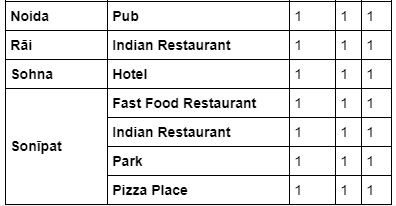 Noida Pub 1 1 1
Rāi Indian Restaurant 1 1 1
Sohna Hotel 1 1 1
Fast Food Restaurant 1 1 1
Indian Restaurant 1 1 1
Sonīpat
Park 1 1 1
Pizza Place 1 1 1